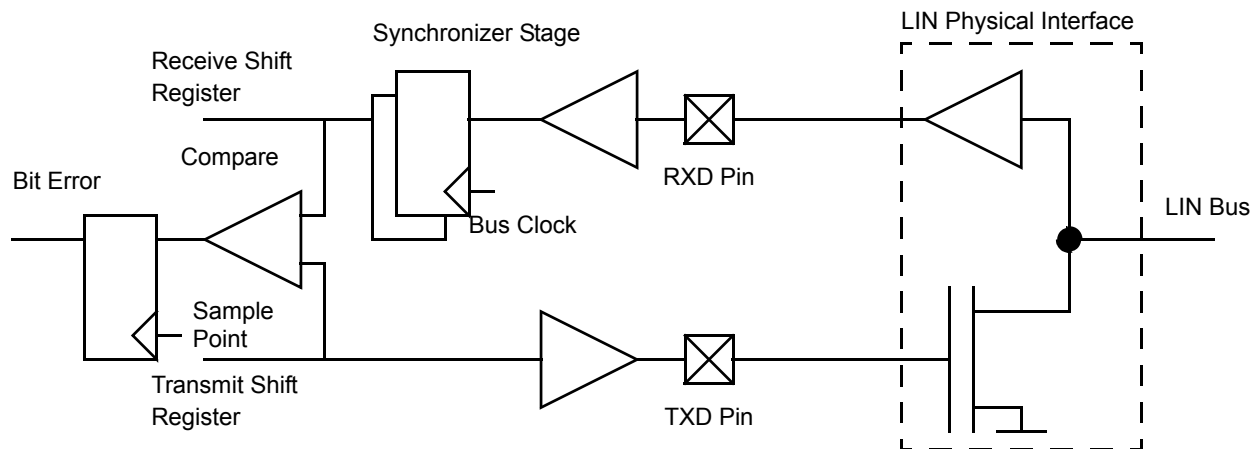 LIN Physical Interface
Synchronizer Stage
Receive Shift
Register
Compare
RXD Pin
Bit Error
Bus Clock
LIN Bus
Sample
Point
Transmit Shift
Register
TXD Pin